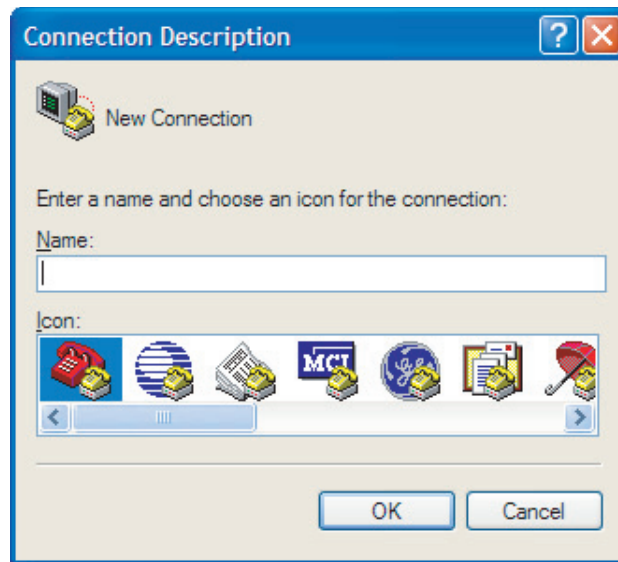 Connection Description
New Connection
Enter a name and choose an icon for the connection:
Name:
Icon:
MCI
OK
Cancel